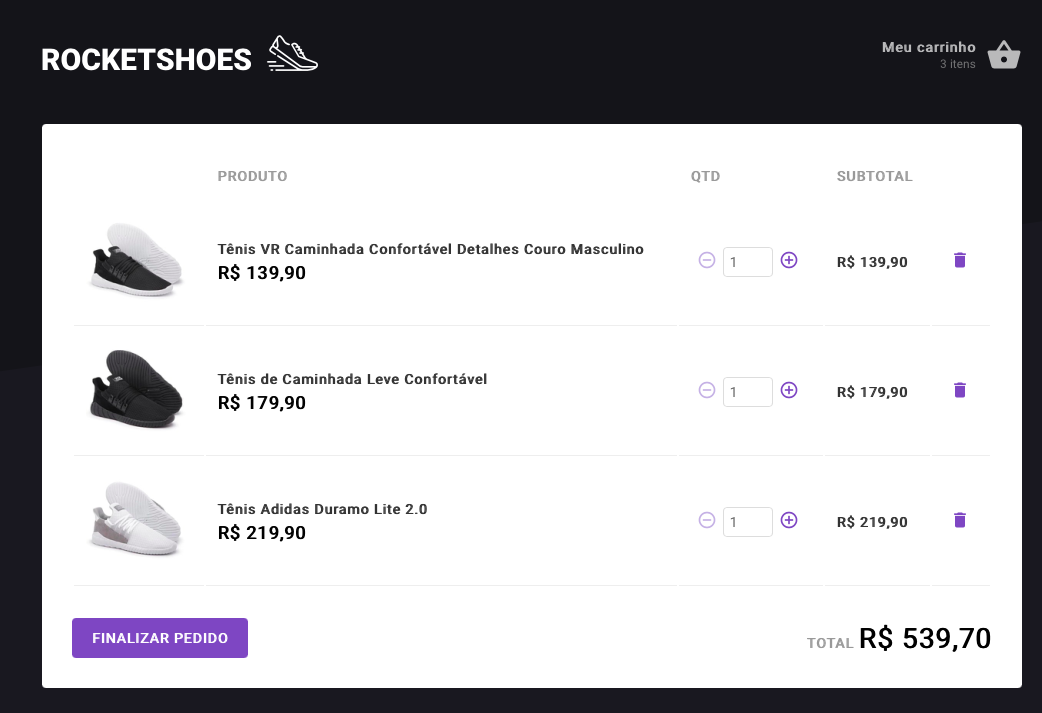 ROCKETSHOES
Meu carrinho
3 itens
PRODUTO QTD SUBTOTAL
Tênis VR Caminhada Confortável Detalhes Couro Masculino
R$ 139,90
1
R$ 139,90
Tênis de Caminhada Leve Confortável
R$ 179,90
1
R$ 179,90
Tênis Adidas Duramo Lite 2.0
R$ 219,90
1
R$ 219,90
FINALIZAR PEDIDO
TOTAL R$ 539,70